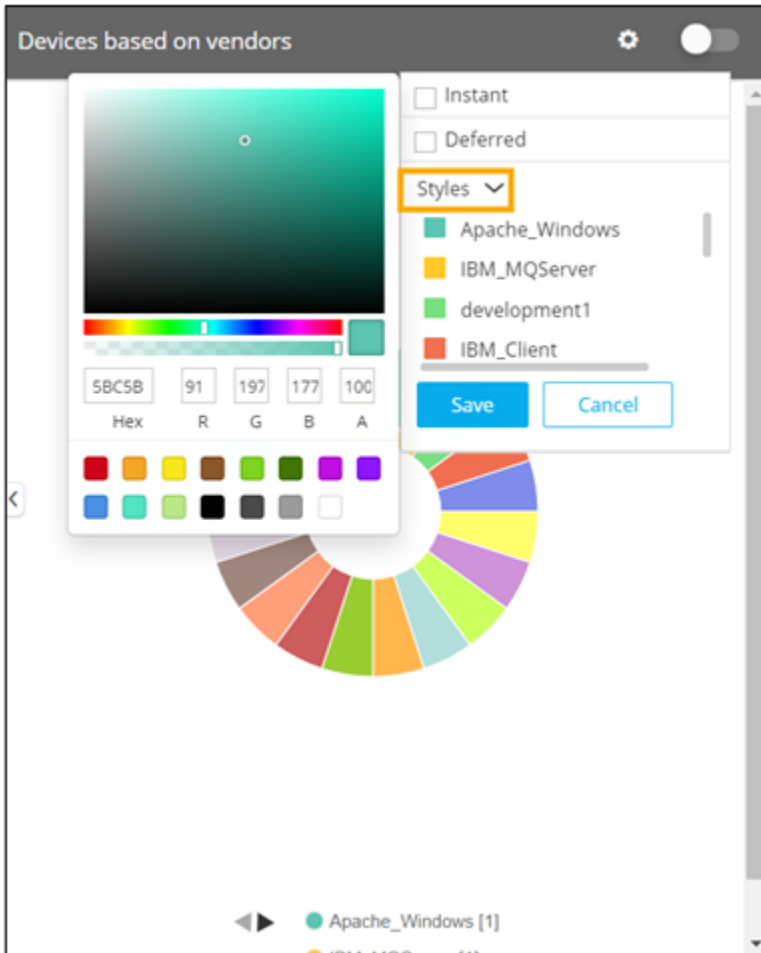 Devices based on vendors
Instant
Deferred
Styles
Apache_Windows
IBM_MQServer
development1
IBM_Client
5BC5B
91
197
177
100
Hex
R
G
B
A
Save
Cancel
Apache_Windows [1]